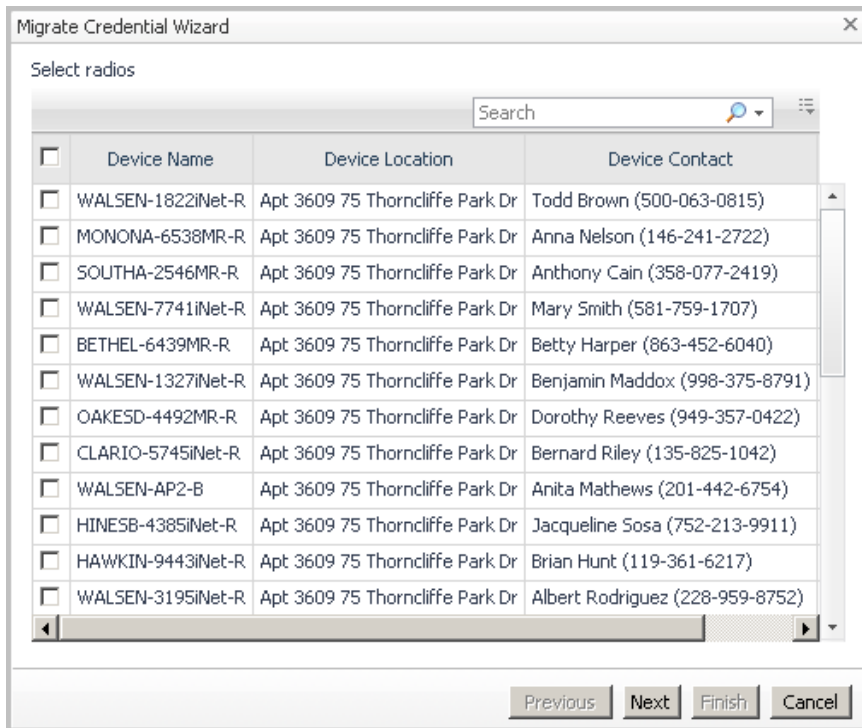 Migrate Credential Wizard
Select radios
Search
Device Name Device Location Device Contact
WALSEN-1822iNet-R Apt 3609 75 Thorncliffe Park Dr Todd Brown (500-063-0815)
MONONA-6538MR-R Apt 3609 75 Thorncliffe Park Dr Anna Nelson (146-241-2722)
SOUTHA-2546MR-R Apt 3609 75 Thorncliffe Park Dr Anthony Cain (358-077-2419)
WALSEN-7741iNet-R Apt 3609 75 Thorncliffe Park Dr Mary Smith (581-759-1707)
BETHEL-6439MR-R Apt 3609 75 Thorncliffe Park Dr Betty Harper (863-452-6040)
WALSEN-1327iNet-R Apt 3609 75 Thorncliffe Park Dr Benjamin Maddox (998-375-8791)
OAKESD-4492MR-R Apt 3609 75 Thorncliffe Park Dr Dorothy Reeves (949-357-0422)
CLARIO-5745iNet-R Apt 3609 75 Thorncliffe Park Dr Bernard Riley (135-825-1042)
WALSEN-AP2-B Apt 3609 75 Thorncliffe Park Dr Anita Mathews (201-442-6754)
HINESB-4385iNet-R Apt 3609 75 Thorncliffe Park Dr Jacqueline Sosa (752-213-9911)
HAWKIN-9443iNet-R Apt 3609 75 Thorncliffe Park Dr Brian Hunt (119-361-6217)
WALSEN-3195iNet-R Apt 3609 75 Thorncliffe Park Dr Albert Rodriguez (228-959-8752)
Previous Next Finish Cancel